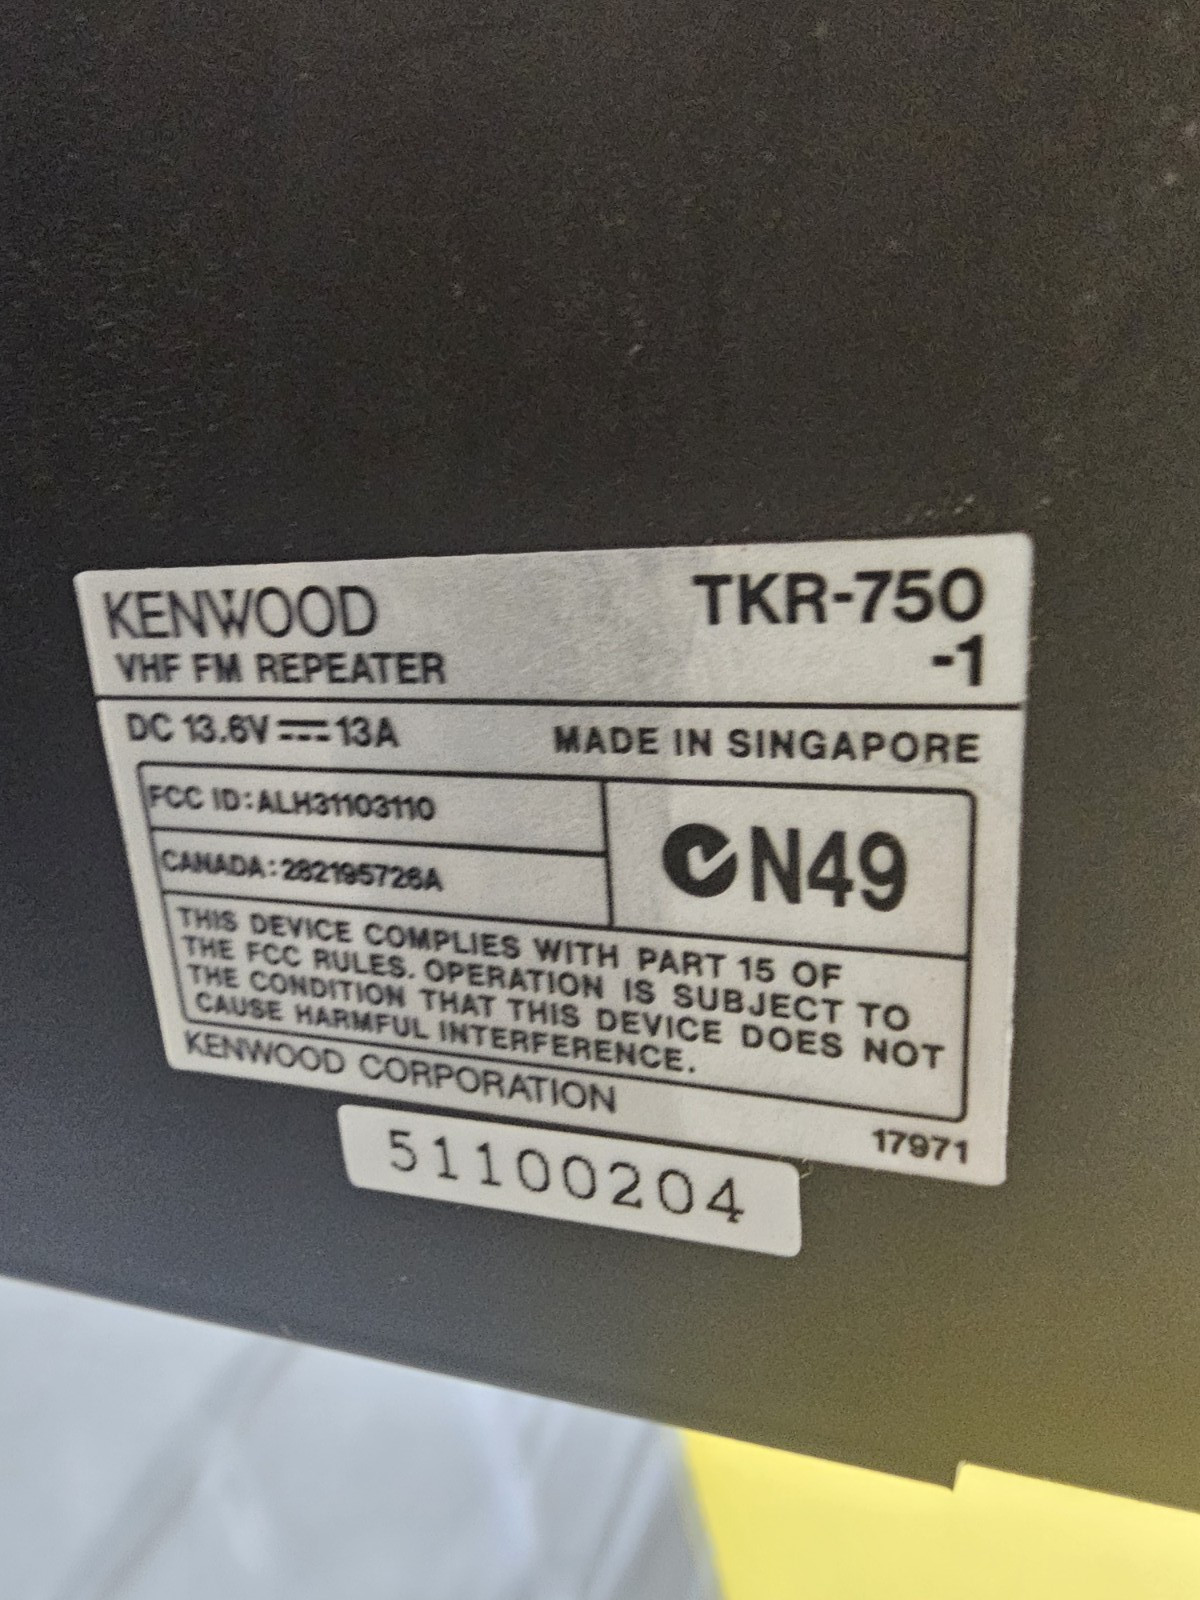 KENWOOD TKR-750
VHF FM REPEATER -1
DC 13.6V ⎓ 13A MADE IN SINGAPORE
FCC ID:ALH31103110
CANADA:282195726A
N49
THIS DEVICE COMPLIES WITH PART 15 OF
THE FCC RULES. OPERATION IS SUBJECT TO
THE CONDITION THAT THIS DEVICE DOES NOT
CAUSE HARMFUL INTERFERENCE.
KENWOOD CORPORATION
17971
51100204